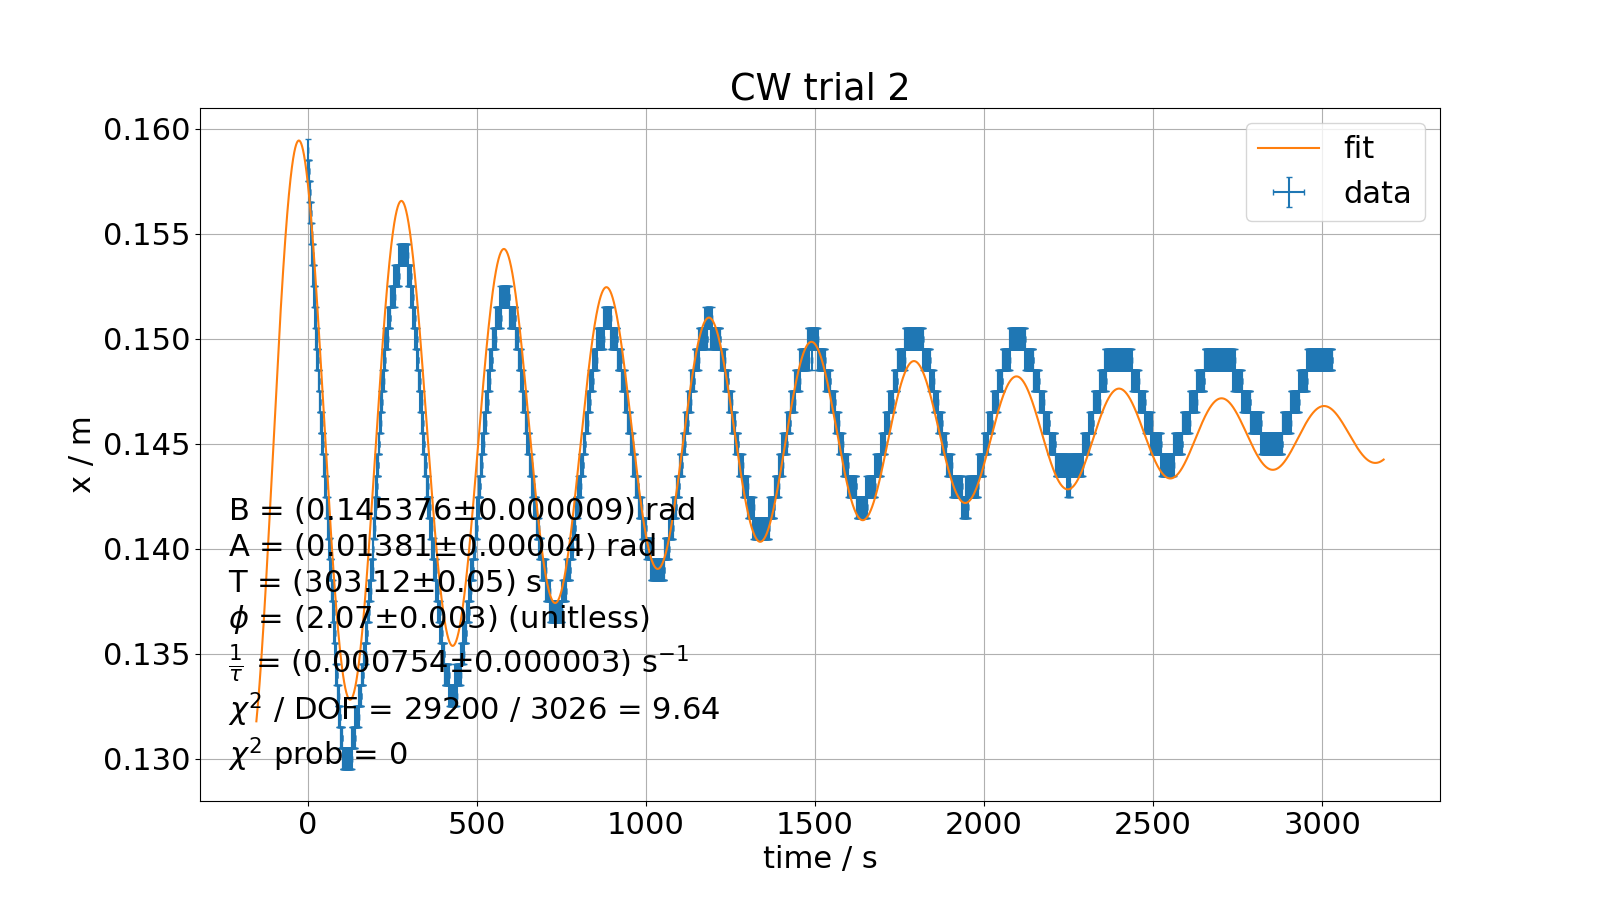 CW trial 2
0.160
0.155
0.150
0.145
0.140
0.135
0.130
x / m
fit
data
B = (0.145376±0.000009) rad
A = (0.01381±0.00004) rad
T = (303.12±0.05) s
ϕ = (2.07±0.003) (unitless)
1/τ = (0.000754±0.000003) s⁻¹
χ² / DOF = 29200 / 3026 = 9.64
χ² prob = 0
0 500 1000 1500 2000 2500 3000
time / s